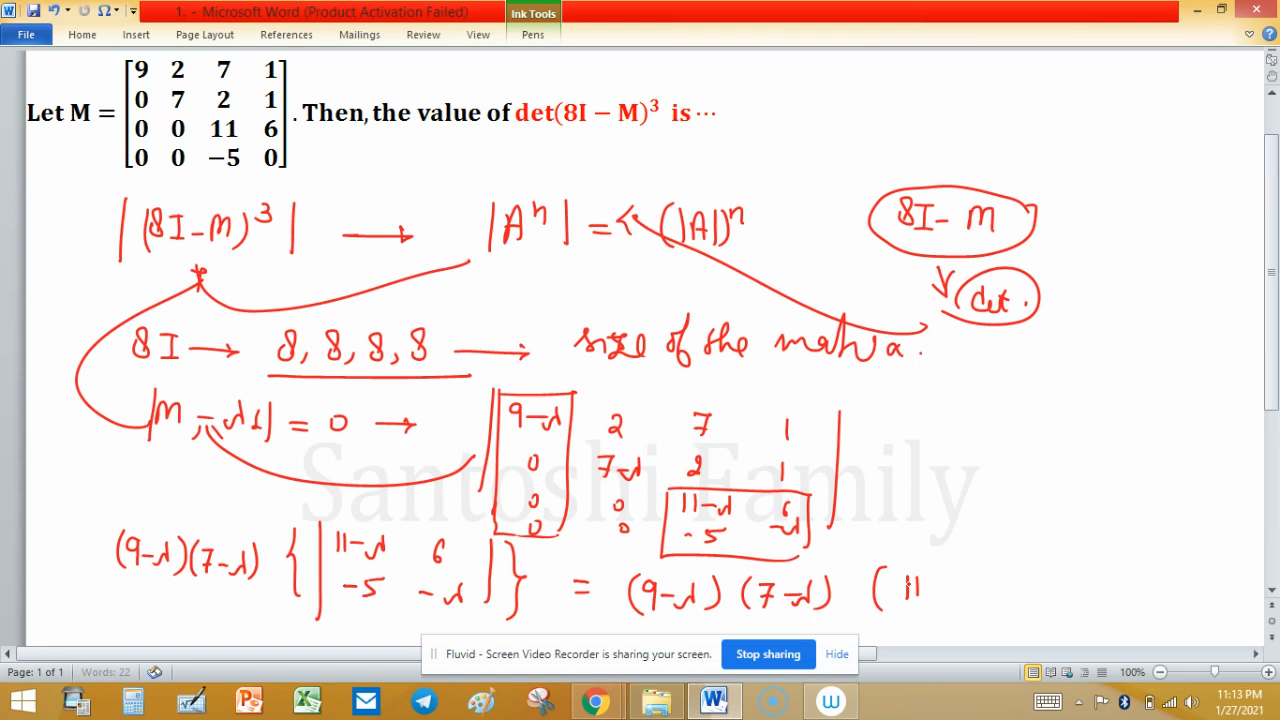 1. - Microsoft Word (Product Activation Failed)
Ink Tools
File Home Insert Page Layout References Mailings Review View Pens
Let M = [9 2 7 1
0 7 2 1
0 0 11 6
0 0 −5 0]. Then, the value of det(8I − M)³ is ⋯
|(8I-M)³| → |Aⁿ| = (|A|)ⁿ
8I-M
det.
8I → 8, 8, 8, 8 → size of the matrix.
|M - λI| = 0 → | 9-λ 2 7 1
0 7-λ 2 1
0 0 11-λ 6
0 0 -5 -λ |
(9-λ)(7-λ) { | 11-λ 6
-5 -λ | } = (9-λ) (7-λ) ( 11
Santoshi Family
Fluvid - Screen Video Recorder is sharing your screen. Stop sharing Hide
Page: 1 of 1 Words: 22 100%
11:13 PM
1/27/2021